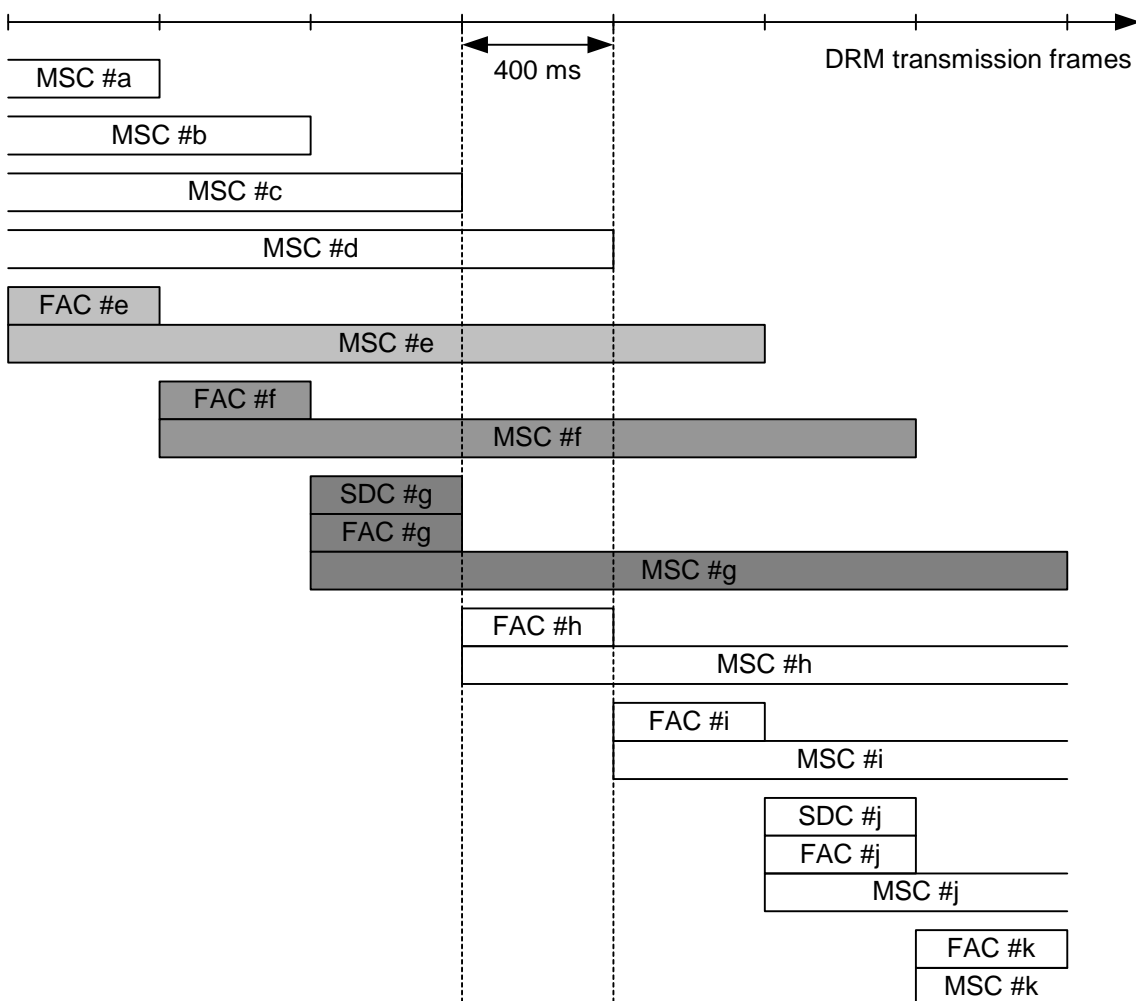 DRM transmission frames
400 ms
MSC #a
MSC #b
MSC #c
MSC #d
FAC #e
MSC #e
FAC #f
MSC #f
SDC #g
FAC #g
MSC #g
FAC #h
MSC #h
FAC #i
MSC #i
SDC #j
FAC #j
MSC #j
FAC #k
MSC #k